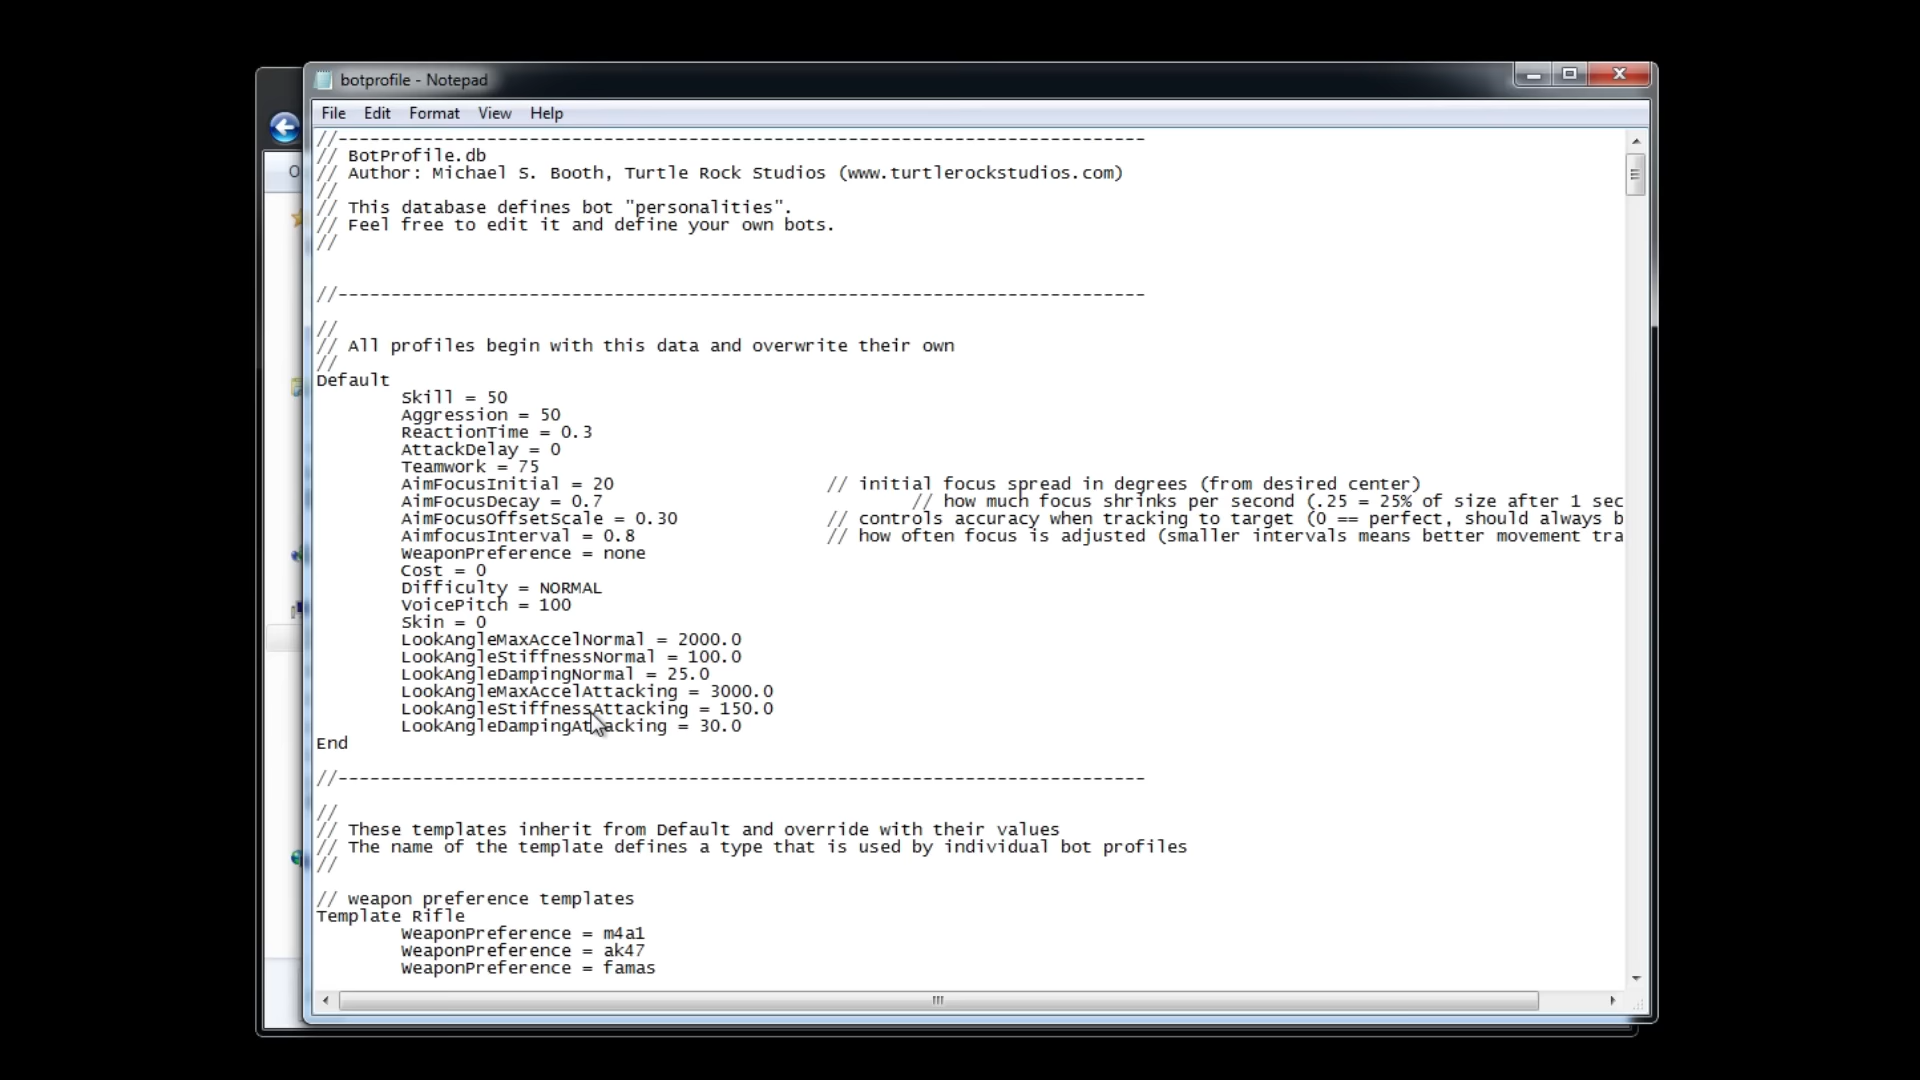 botprofile - Notepad
File Edit Format View Help
//----------------------------------------------------------------------------
// BotProfile.db
// Author: Michael S. Booth, Turtle Rock Studios (www.turtlerockstudios.com)
//
// This database defines bot "personalities".
// Feel free to edit it and define your own bots.
//
//----------------------------------------------------------------------------
//
// All profiles begin with this data and overwrite their own
//
Default
Skill = 50
Aggression = 50
ReactionTime = 0.3
AttackDelay = 0
Teamwork = 75
AimFocusInitial = 20 // initial focus spread in degrees (from desired center)
AimFocusDecay = 0.7 // how much focus shrinks per second (.25 = 25% of size after 1 sec
AimFocusOffsetScale = 0.30 // controls accuracy when tracking to target (0 == perfect, should always b
AimfocusInterval = 0.8 // how often focus is adjusted (smaller intervals means better movement tra
WeaponPreference = none
Cost = 0
Difficulty = NORMAL
VoicePitch = 100
Skin = 0
LookAngleMaxAccelNormal = 2000.0
LookAngleStiffnessNormal = 100.0
LookAngleDampingNormal = 25.0
LookAngleMaxAccelAttacking = 3000.0
LookAngleStiffnessAttacking = 150.0
LookAngleDampingAttacking = 30.0
End
//----------------------------------------------------------------------------
//
// These templates inherit from Default and override with their values
// The name of the template defines a type that is used by individual bot profiles
//
// weapon preference templates
Template Rifle
WeaponPreference = m4a1
WeaponPreference = ak47
WeaponPreference = famas